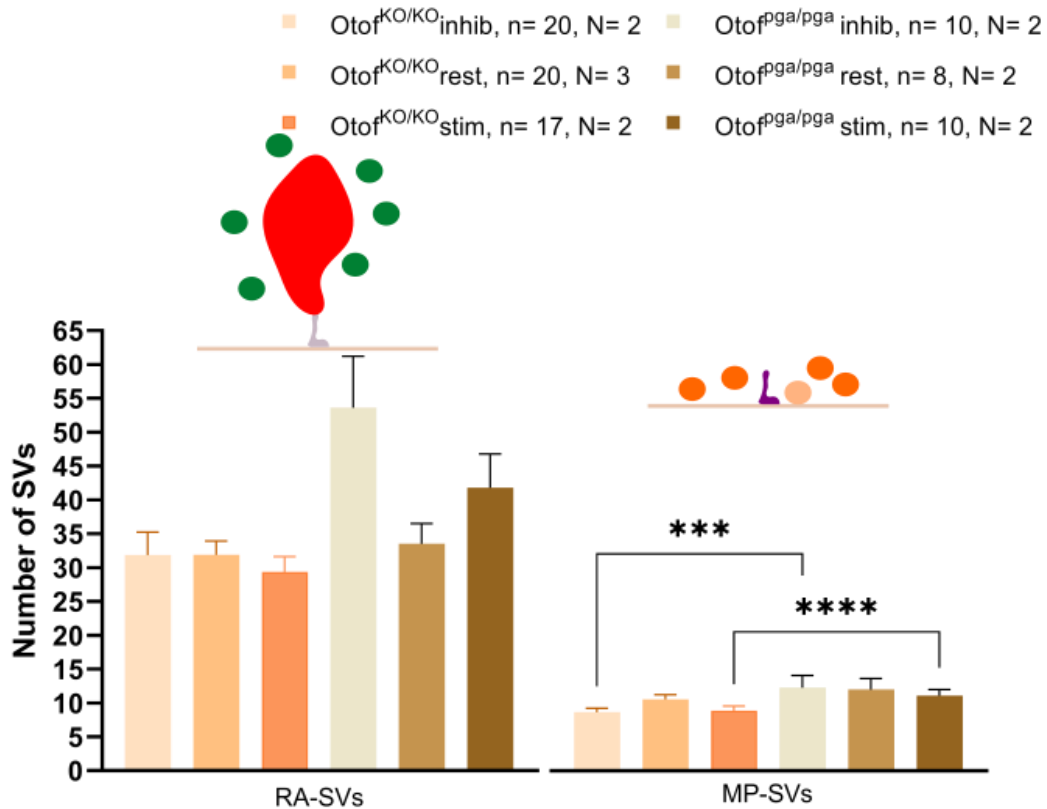 Otof^KO/KO inhib, n= 20, N= 2
Otof^KO/KO rest, n= 20, N= 3
Otof^KO/KO stim, n= 17, N= 2
Otof^pga/pga inhib, n= 10, N= 2
Otof^pga/pga rest, n= 8, N= 2
Otof^pga/pga stim, n= 10, N= 2
Number of SVs
65
60
55
50
45
40
35
30
25
20
15
10
5
0
***
****
RA-SVs
MP-SVs